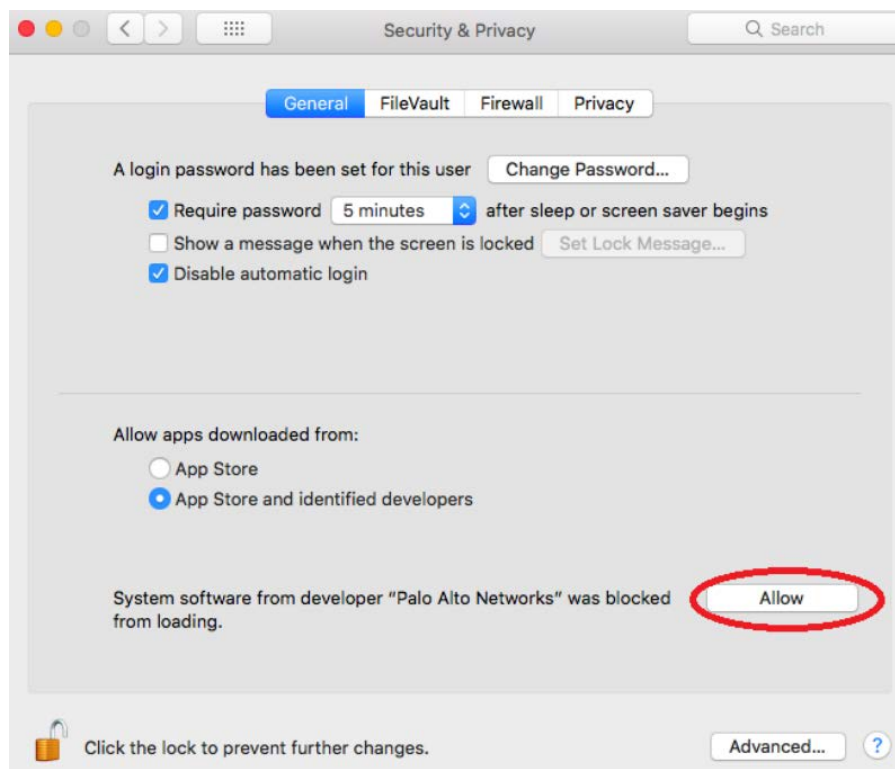 Security & Privacy
Search
General FileVault Firewall Privacy
A login password has been set for this user Change Password...
Require password 5 minutes after sleep or screen saver begins
Show a message when the screen is locked Set Lock Message...
Disable automatic login
Allow apps downloaded from:
App Store
App Store and identified developers
System software from developer “Palo Alto Networks” was blocked Allow
from loading.
Click the lock to prevent further changes. Advanced... ?